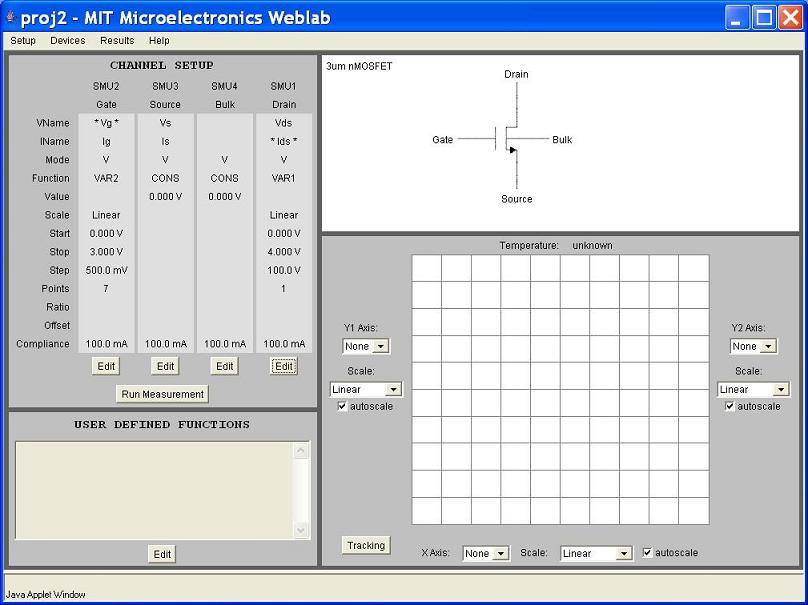 proj2 - MIT Microelectronics Weblab
Setup Devices Results Help
CHANNEL SETUP
SMU2 SMU3 SMU4 SMU1
Gate Source Bulk Drain
VName * Vg * Vs Vds
IName Ig Is * Ids *
Mode V V V V
Function VAR2 CONS CONS VAR1
Value 0.000 V 0.000 V
Scale Linear Linear
Start 0.000 V 0.000 V
Stop 3.000 V 4.000 V
Step 500.0 mV 100.0 V
Points 7 1
Ratio
Offset
Compliance 100.0 mA 100.0 mA 100.0 mA 100.0 mA
Edit Edit Edit Edit
Run Measurement
USER DEFINED FUNCTIONS
Edit
3um nMOSFET
Drain
Gate Bulk
Source
Temperature: unknown
Y1 Axis:
None
Scale:
Linear
autoscale
Y2 Axis:
None
Scale:
Linear
autoscale
Tracking
X Axis: None Scale: Linear autoscale
Java Applet Window